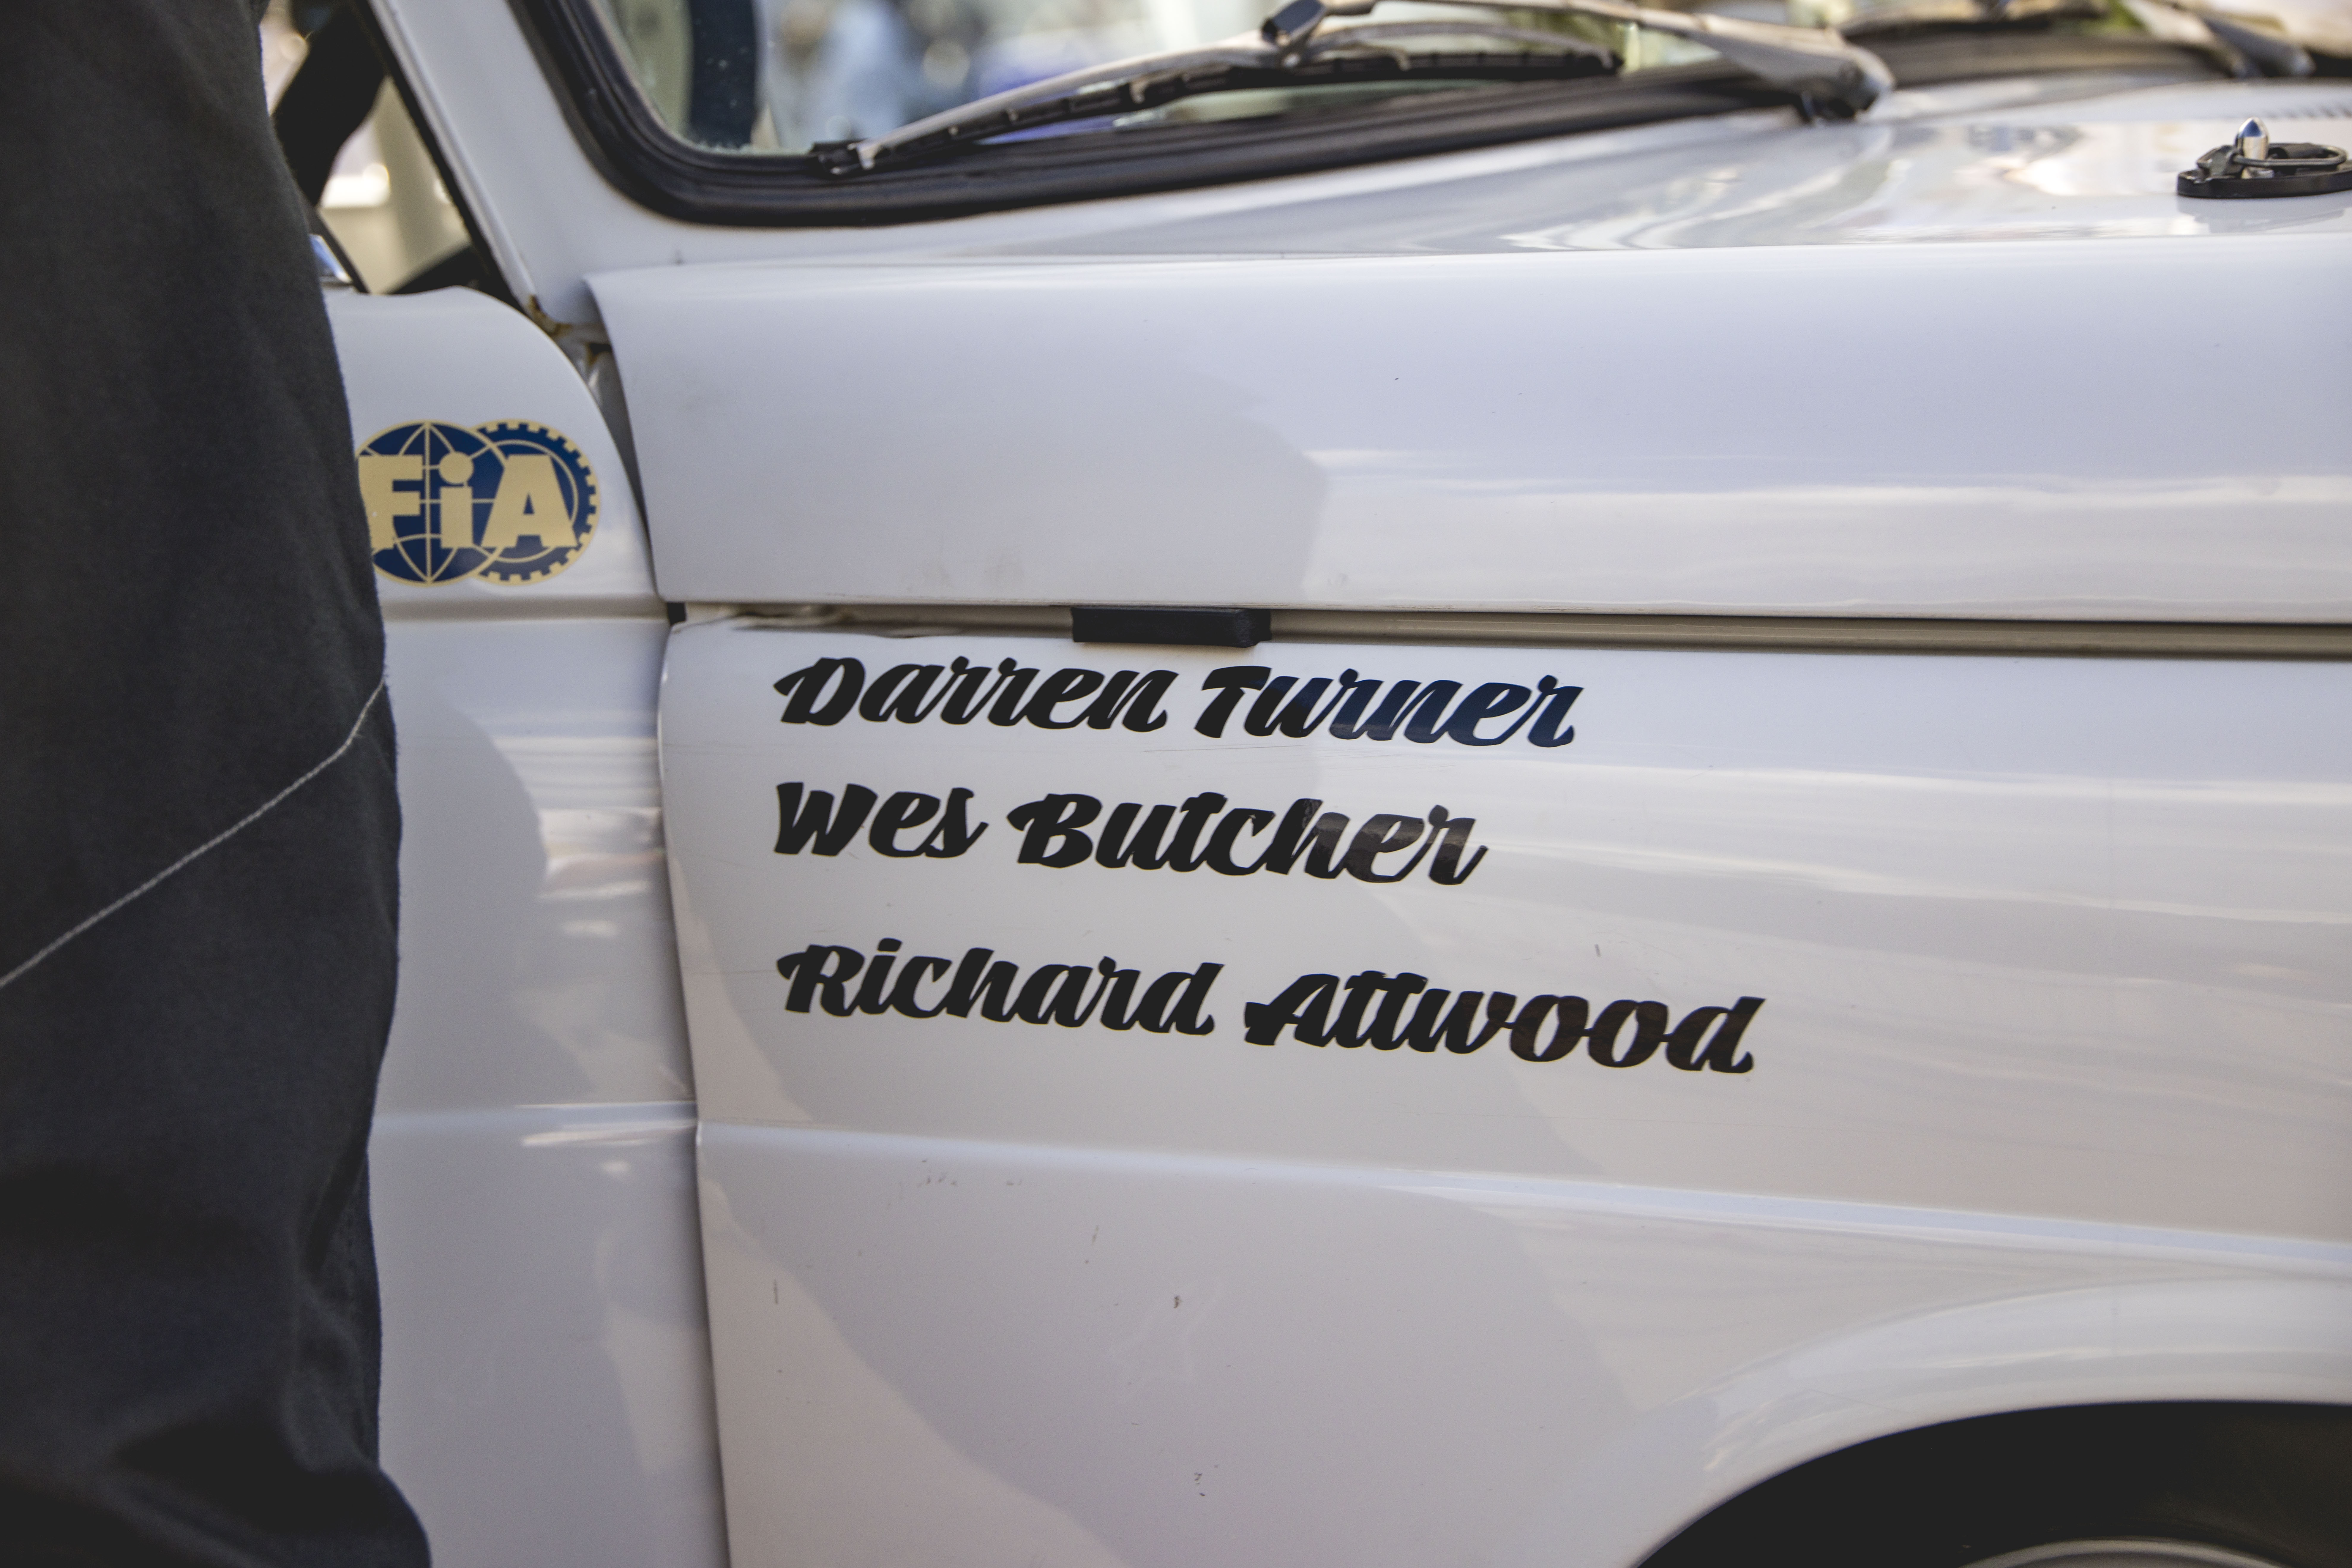 FiA
Darren Turner
Wes Butcher
Richard Attwood